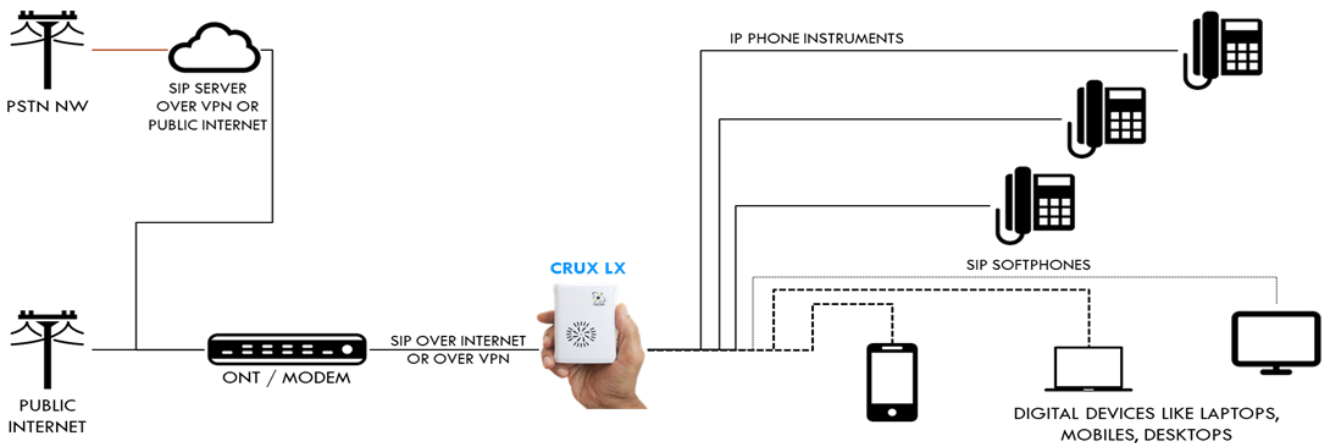 PSTN NW
SIP SERVER
OVER VPN OR
PUBLIC INTERNET
IP PHONE INSTRUMENTS
CRUX LX
SIP SOFTPHONES
SIP OVER INTERNET
OR OVER VPN
ONT / MODEM
PUBLIC
INTERNET
DIGITAL DEVICES LIKE LAPTOPS,
MOBILES, DESKTOPS